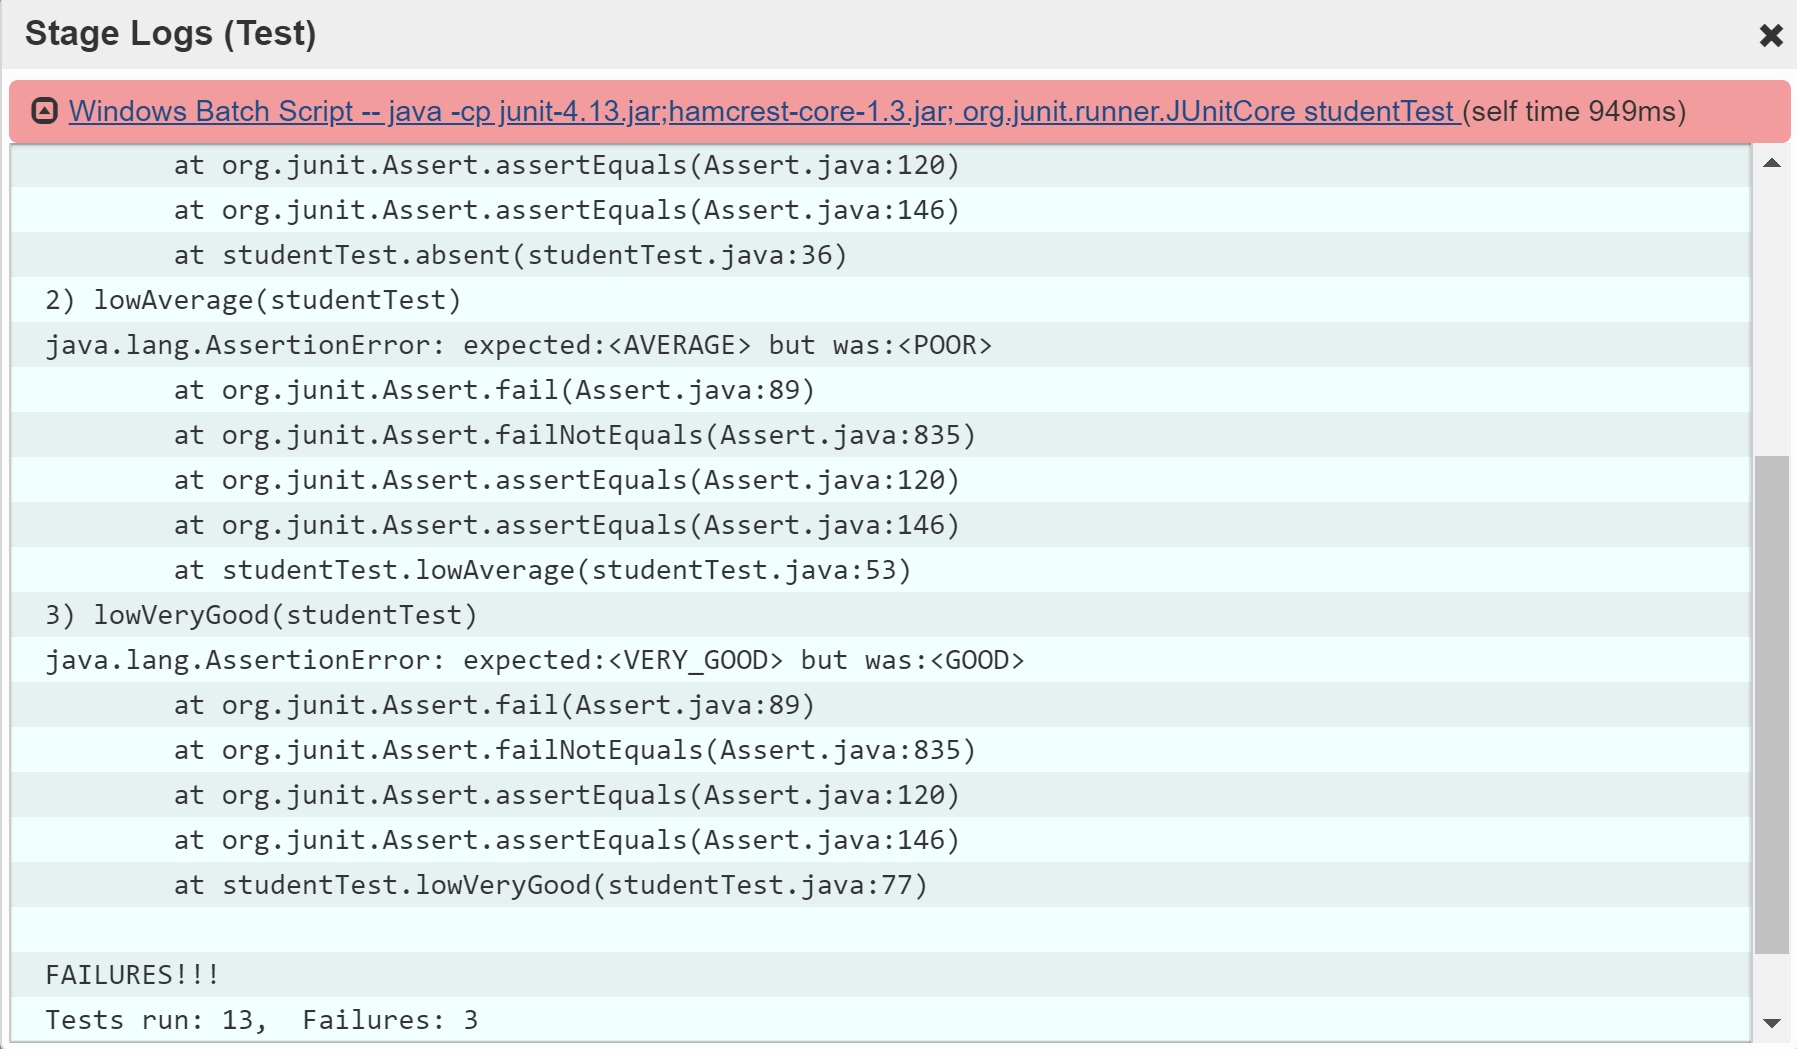 Stage Logs (Test)
Windows Batch Script -- java -cp junit-4.13.jar;hamcrest-core-1.3.jar; org.junit.runner.JUnitCore studentTest (self time 949ms)
at org.junit.Assert.assertEquals(Assert.java:120)
at org.junit.Assert.assertEquals(Assert.java:146)
at studentTest.absent(studentTest.java:36)
2) lowAverage(studentTest)
java.lang.AssertionError: expected:<AVERAGE> but was:<POOR>
at org.junit.Assert.fail(Assert.java:89)
at org.junit.Assert.failNotEquals(Assert.java:835)
at org.junit.Assert.assertEquals(Assert.java:120)
at org.junit.Assert.assertEquals(Assert.java:146)
at studentTest.lowAverage(studentTest.java:53)
3) lowVeryGood(studentTest)
java.lang.AssertionError: expected:<VERY_GOOD> but was:<GOOD>
at org.junit.Assert.fail(Assert.java:89)
at org.junit.Assert.failNotEquals(Assert.java:835)
at org.junit.Assert.assertEquals(Assert.java:120)
at org.junit.Assert.assertEquals(Assert.java:146)
at studentTest.lowVeryGood(studentTest.java:77)
FAILURES!!!
Tests run: 13,  Failures: 3